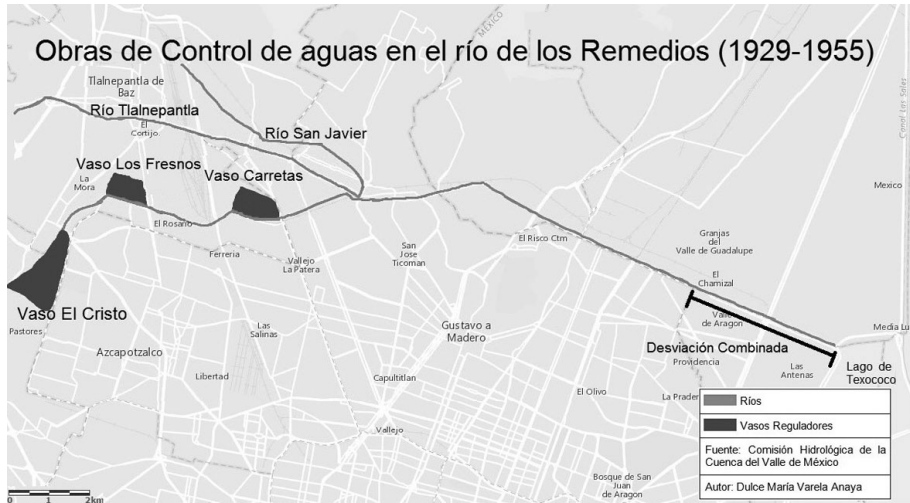 MÉXICO
Obras de Control de aguas en el río de los Remedios (1929-1955)
Tlalnepantla de
Baz
Río Tlalnepantla
El
Cortijo
Río San Javier
Vaso Los Fresnos
Vaso Carretas
La
Mora
El Rosario
Ferreria
Vallejo
La Patera
San
Jose
Ticoman
El Risco Ctm
Granjas
del
Valle de Guadalupe
Mexico
Canal Las Sales
El
Chamizal
Valle
de Aragon
Vaso El Cristo
Pastores
Azcapotzalco
Las
Salinas
Gustavo a
Madero
Desviación Combinada
Providencia
Media Lu
Las
Antenas
Lago de
Texococo
Libertad
Capultitlan
El Olivo
La Prader
Vallejo
Bosque de San
Juan
de Aragon
Ríos
Vasos Reguladores
Fuente: Comisión Hidrológica de la
Cuenca del Valle de México
Autor: Dulce María Varela Anaya
0 1 2km